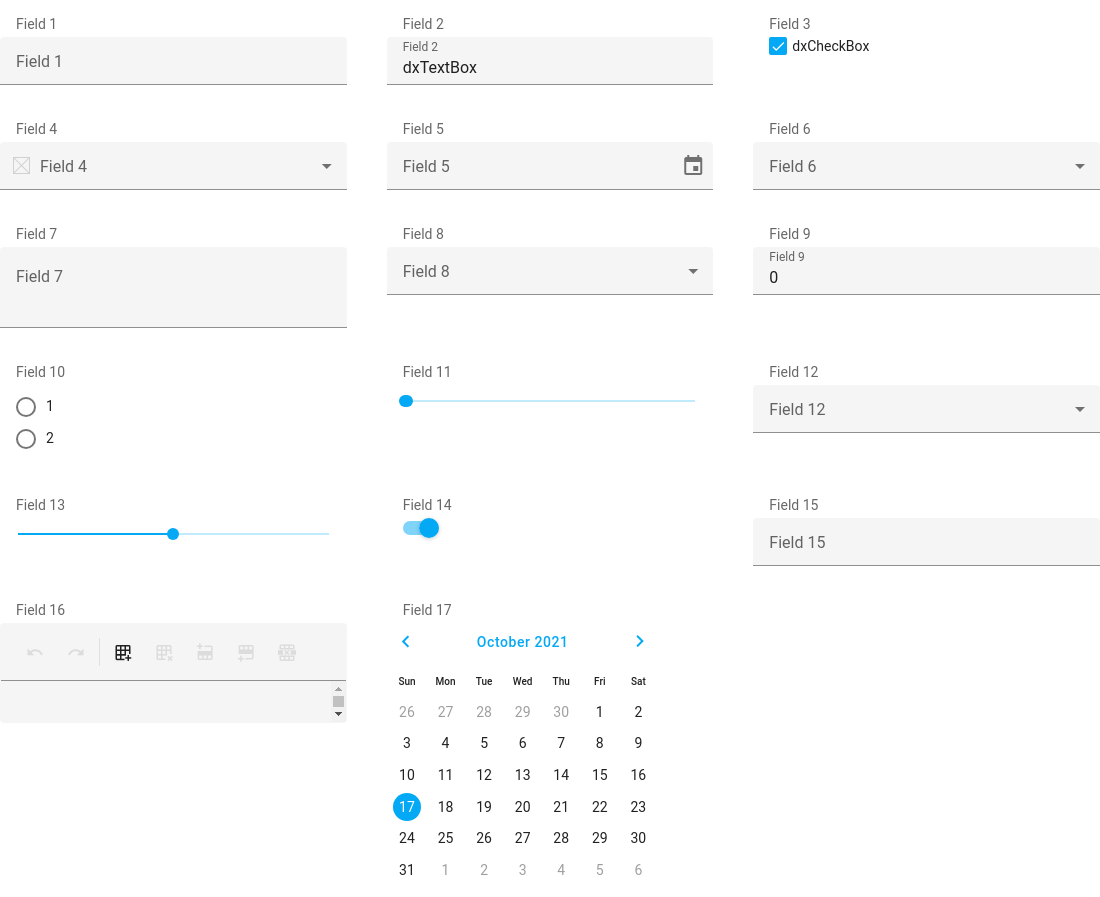 Field 1
Field 1
Field 2
Field 2
dxTextBox
Field 3
dxCheckBox
Field 4
Field 4
Field 5
Field 5
Field 6
Field 6
Field 7
Field 7
Field 8
Field 8
Field 9
Field 9
0
Field 10
1
2
Field 11
Field 12
Field 12
Field 13
Field 14
Field 15
Field 15
Field 16
Field 17
October 2021
Sun Mon Tue Wed Thu Fri Sat
26 27 28 29 30 1 2
3 4 5 6 7 8 9
10 11 12 13 14 15 16
17 18 19 20 21 22 23
24 25 26 27 28 29 30
31 1 2 3 4 5 6